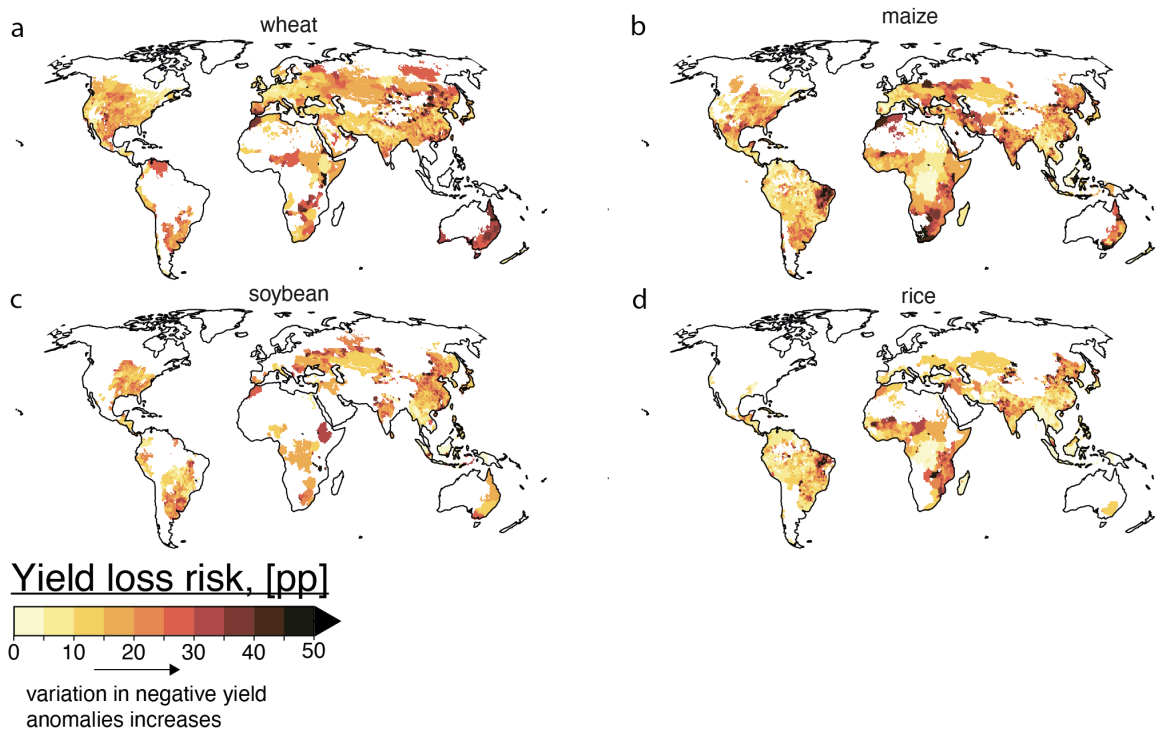 a
wheat
b
maize
c
soybean
d
rice
Yield loss risk, [pp]
0 10 20 30 40 50
variation in negative yield
anomalies increases